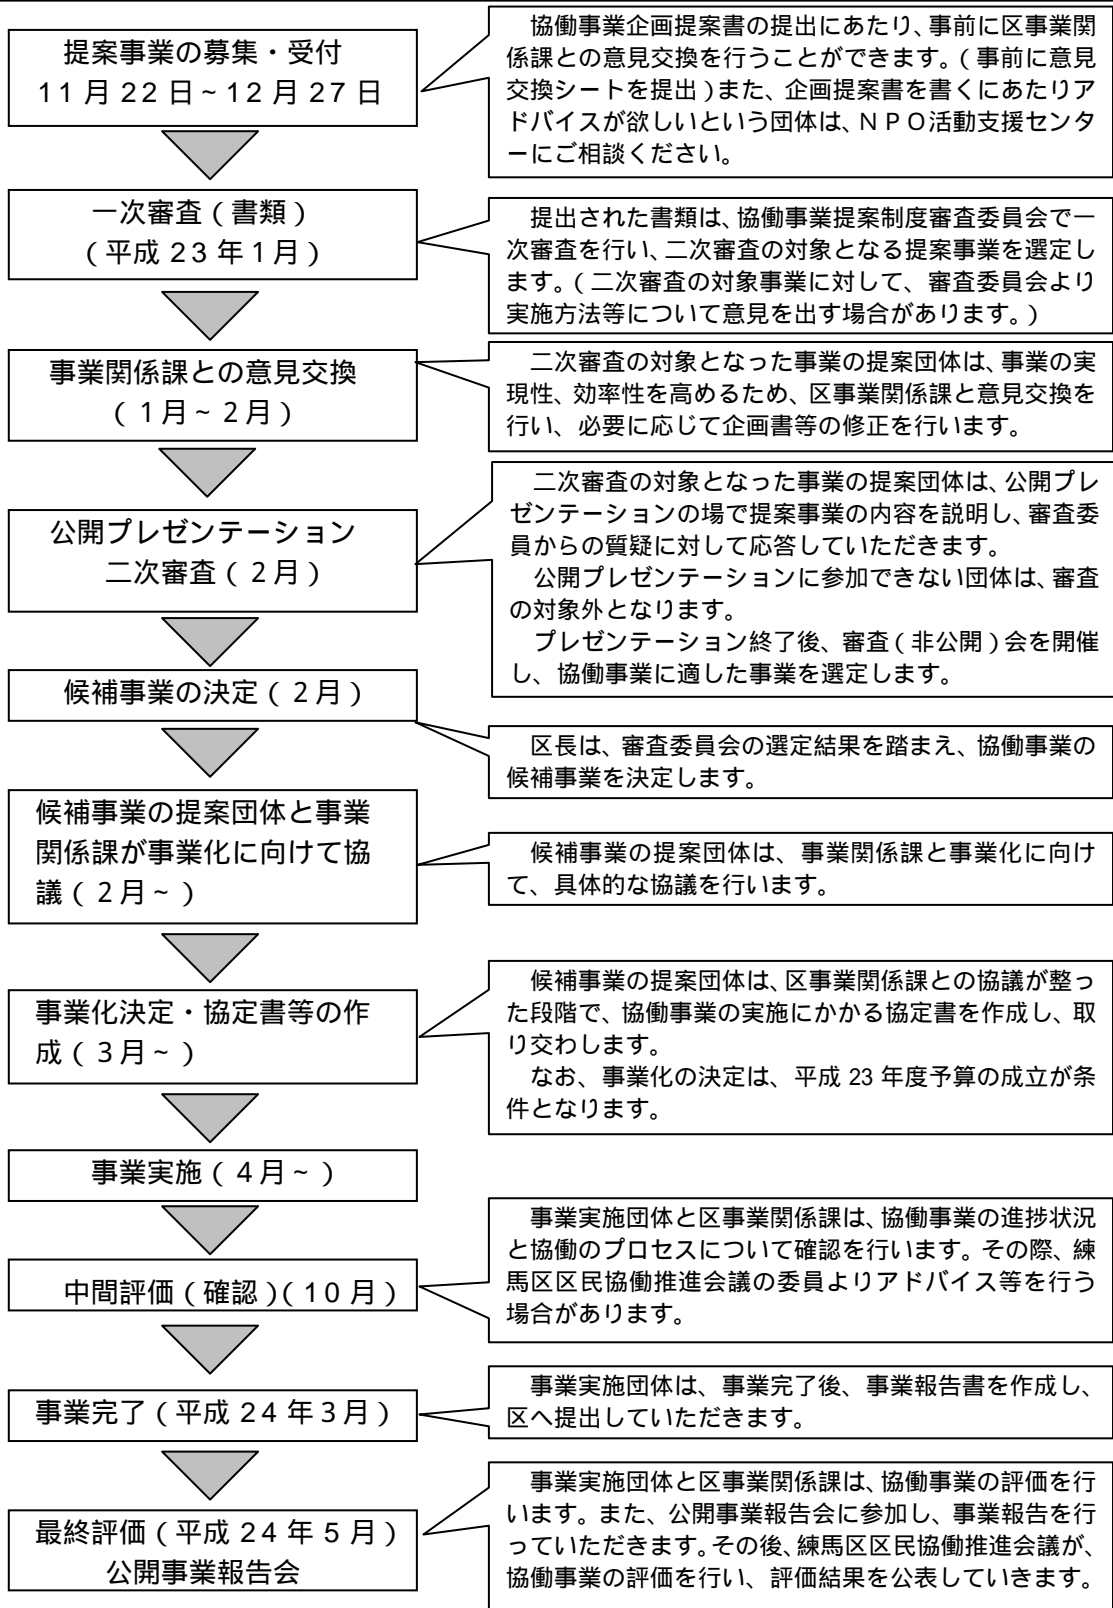 提案事業の募集・受付
11月22日~12月27日
協働事業企画提案書の提出にあたり、事前に区事業関
係課との意見交換を行うことができます。(事前に意見
交換シートを提出)また、企画提案書を書くにあたりア
ドバイスが欲しいという団体は、NPO活動支援センタ
ーにご相談ください。
一次審査(書類)
(平成23年1月)
提出された書類は、協働事業提案制度審査委員会で一
次審査を行い、二次審査の対象となる提案事業を選定し
ます。(二次審査の対象事業に対して、審査委員会より
実施方法等について意見を出す場合があります。)
事業関係課との意見交換
(1月~2月)
二次審査の対象となった事業の提案団体は、事業の実
現性、効率性を高めるため、区事業関係課と意見交換を
行い、必要に応じて企画書等の修正を行います。
公開プレゼンテーション
二次審査(2月)
二次審査の対象となった事業の提案団体は、公開プレ
ゼンテーションの場で提案事業の内容を説明し、審査委
員からの質疑に対して応答していただきます。
公開プレゼンテーションに参加できない団体は、審査
の対象外となります。
プレゼンテーション終了後、審査(非公開)会を開催
し、協働事業に適した事業を選定します。
候補事業の決定(2月)
区長は、審査委員会の選定結果を踏まえ、協働事業の
候補事業を決定します。
候補事業の提案団体と事業
関係課が事業化に向けて協
議(2月~)
候補事業の提案団体は、事業関係課と事業化に向け
て、具体的な協議を行います。
事業化決定・協定書等の作
成(3月~)
候補事業の提案団体は、区事業関係課との協議が整っ
た段階で、協働事業の実施にかかる協定書を作成し、取
り交わします。
なお、事業化の決定は、平成23年度予算の成立が条
件となります。
事業実施(4月~)
中間評価(確認)(10月)
事業実施団体と区事業関係課は、協働事業の進捗状況
と協働のプロセスについて確認を行います。その際、練
馬区区民協働推進会議の委員よりアドバイス等を行う
場合があります。
事業完了(平成24年3月)
事業実施団体は、事業完了後、事業報告書を作成し、
区へ提出していただきます。
最終評価(平成24年5月)
公開事業報告会
事業実施団体と区事業関係課は、協働事業の評価を行
います。また、公開事業報告会に参加し、事業報告を行
っていただきます。その後、練馬区区民協働推進会議が、
協働事業の評価を行い、評価結果を公表していきます。